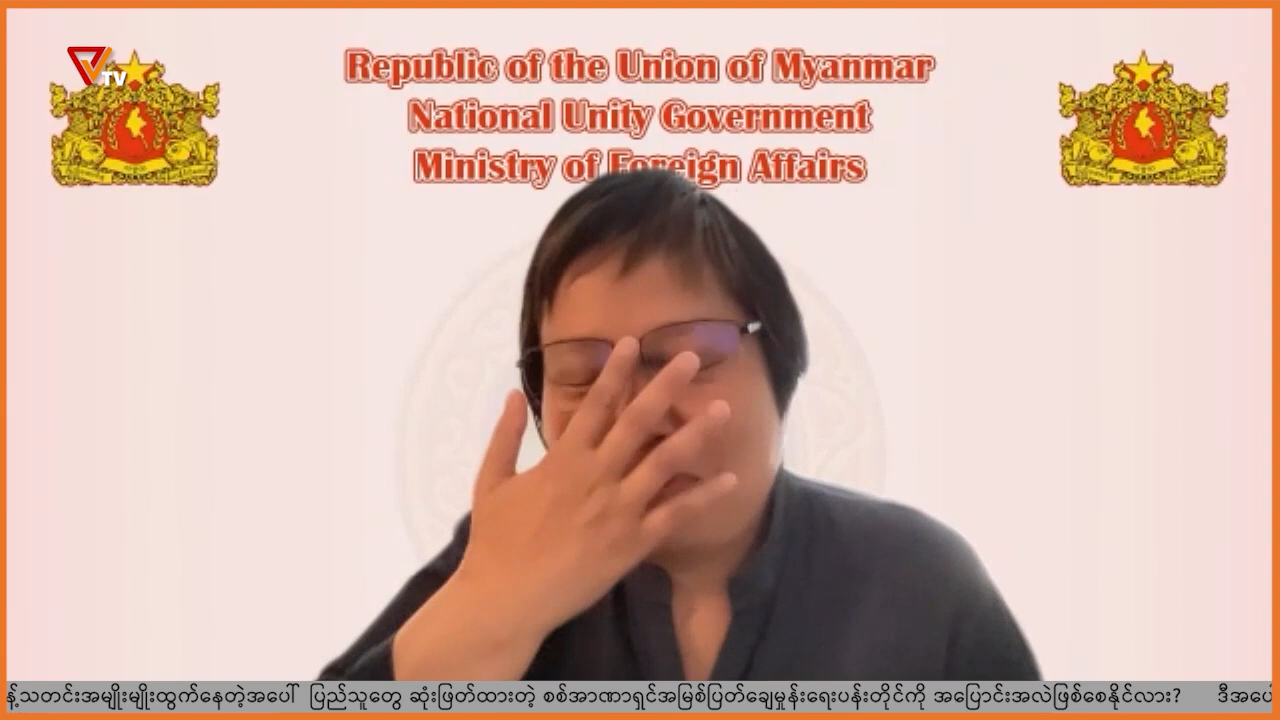 TV
Republic of the Union of Myanmar
National Unity Government
Ministry of Foreign Affairs
န့်သတင်းအမျိုးမျိုးထွက်နေတဲ့အပေါ် ပြည်သူတွေ ဆုံးဖြတ်ထားတဲ့ စစ်အာဏာရှင်အမြစ်ပြတ်ချေမှုန်းရေးပန်းတိုင်ကို အပြောင်းအလဲဖြစ်စေနိုင်လား? ဒီအပေါ်